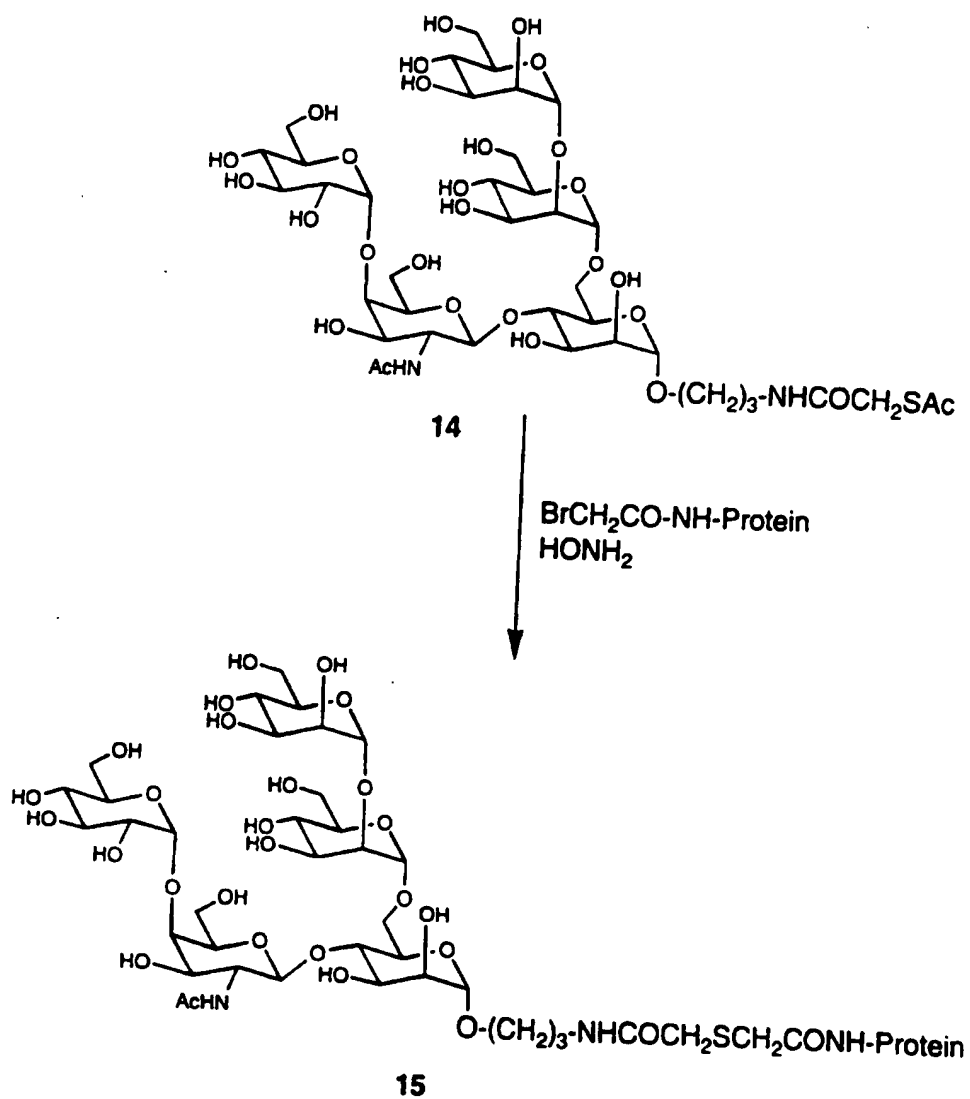 HO OH
HO
HO O
OH O
HO
HO
HO O
HO HO
HO O
O
O OH
OH
HO O O O
AcHN HO
O-(CH₂)₃-NHCOCH₂SAc
14
BrCH₂CO-NH-Protein
HONH₂
HO OH
HO
HO O
OH O
HO
HO
HO O
HO HO
HO O
O
O OH
OH
HO O O O
AcHN HO
O-(CH₂)₃-NHCOCH₂SCH₂CONH-Protein
15